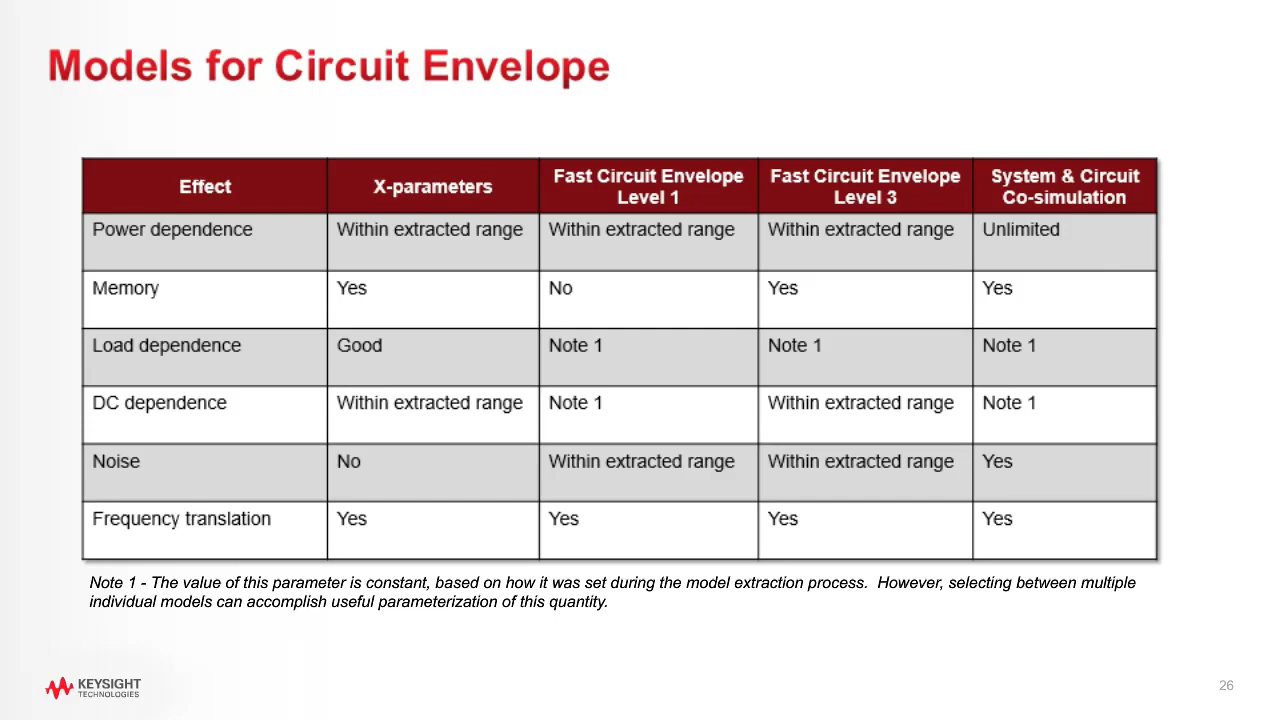 Models for Circuit Envelope
Effect
X-parameters
Fast Circuit Envelope
Level 1
Fast Circuit Envelope
Level 3
System & Circuit
Co-simulation
Power dependence
Within extracted range
Within extracted range
Within extracted range
Unlimited
Memory
Yes
No
Yes
Yes
Load dependence
Good
Note 1
Note 1
Note 1
DC dependence
Within extracted range
Note 1
Within extracted range
Note 1
Noise
No
Within extracted range
Within extracted range
Yes
Frequency translation
Yes
Yes
Yes
Yes
Note 1 - The value of this parameter is constant, based on how it was set during the model extraction process.  However, selecting between multiple
individual models can accomplish useful parameterization of this quantity.
KEYSIGHT
TECHNOLOGIES
26